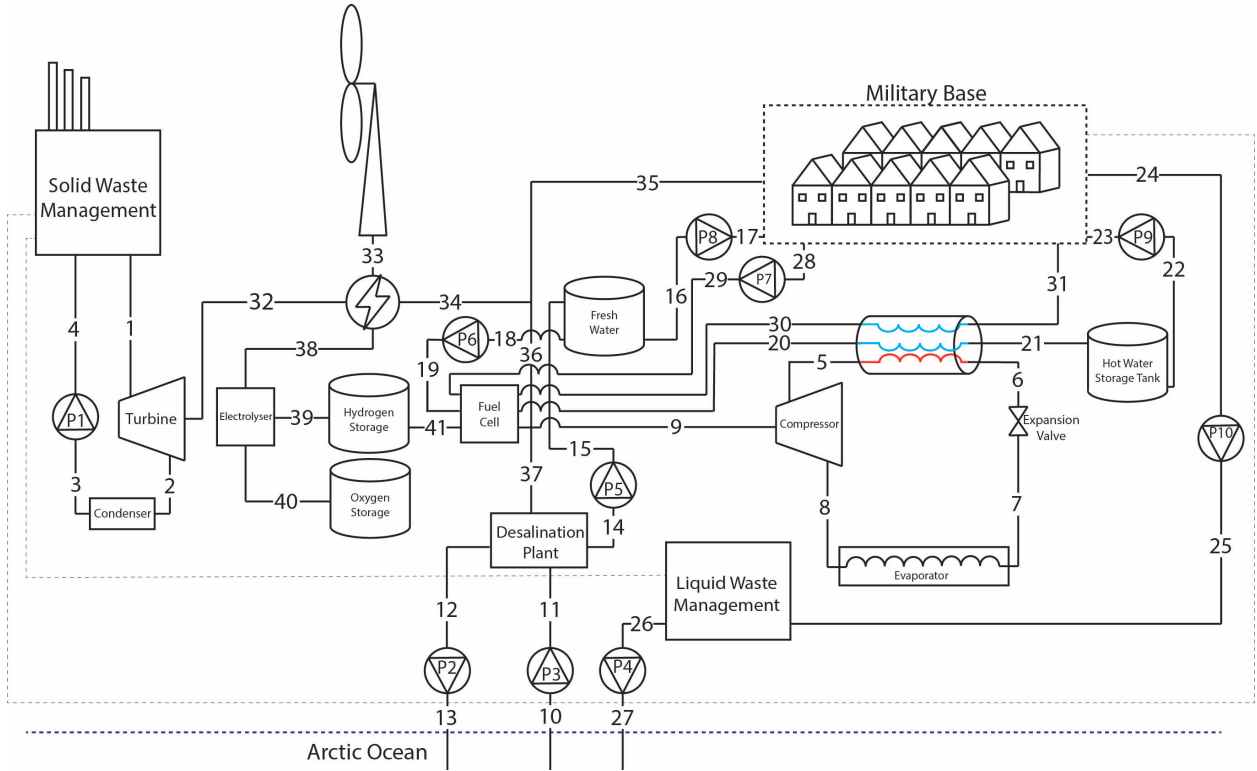 Military Base
Solid Waste
Management
35
24
33
P8
17
23
P9
28
29
P7
22
16
31
32
34
4
1
Fresh
Water
30
P6
18
20
21
38
36
5
19
6
Hot Water
Storage Tank
P1
Turbine
Electrolyser
39
Hydrogen
Storage
41
Fuel
Cell
9
Compressor
Expansion
Valve
P10
15
37
3
2
P5
Condenser
40
Oxygen
Storage
8
7
14
Desalination
Plant
25
Evaporator
Liquid Waste
Management
12
11
26
P2
P3
P4
13
10
27
Arctic Ocean